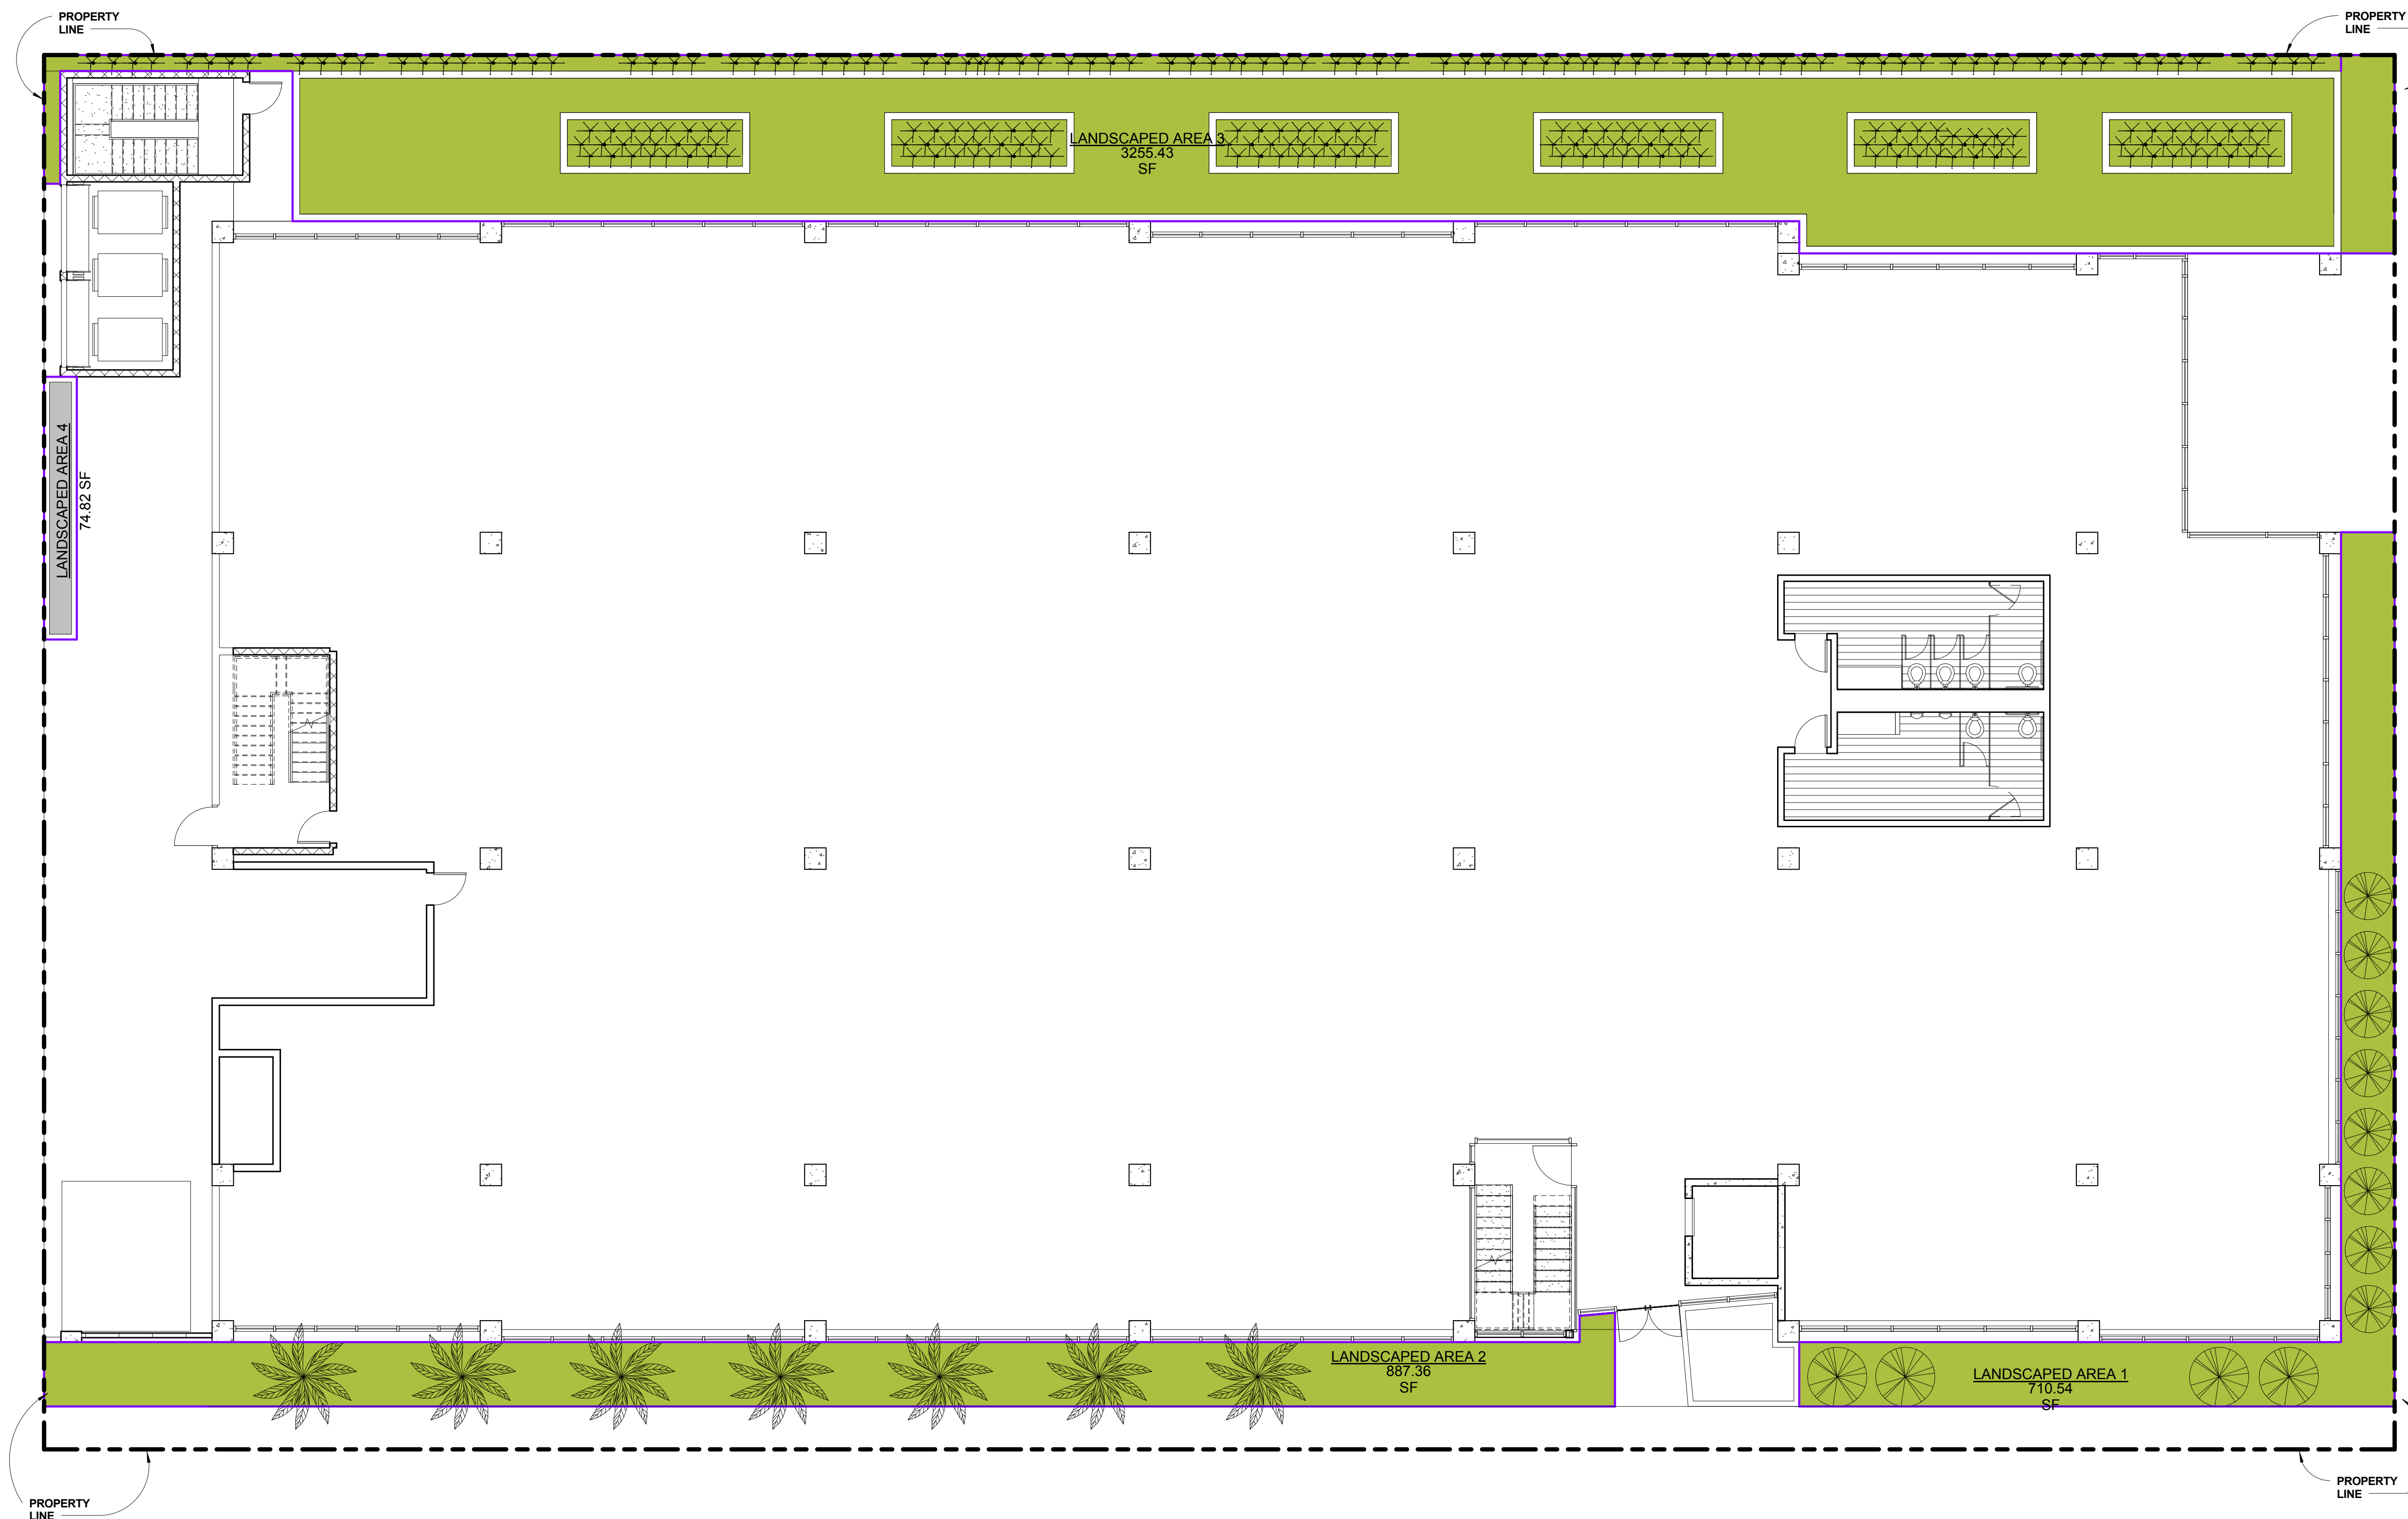 PROPERTY
LINE
PROPERTY
LINE
LANDSCAPED AREA 3
3255.43
SF
LANDSCAPED AREA 4
74.82 SF
LANDSCAPED AREA 2
887.36
SF
LANDSCAPED AREA 1
710.54
SF
PROPERTY
LINE
PROPERTY
LINE